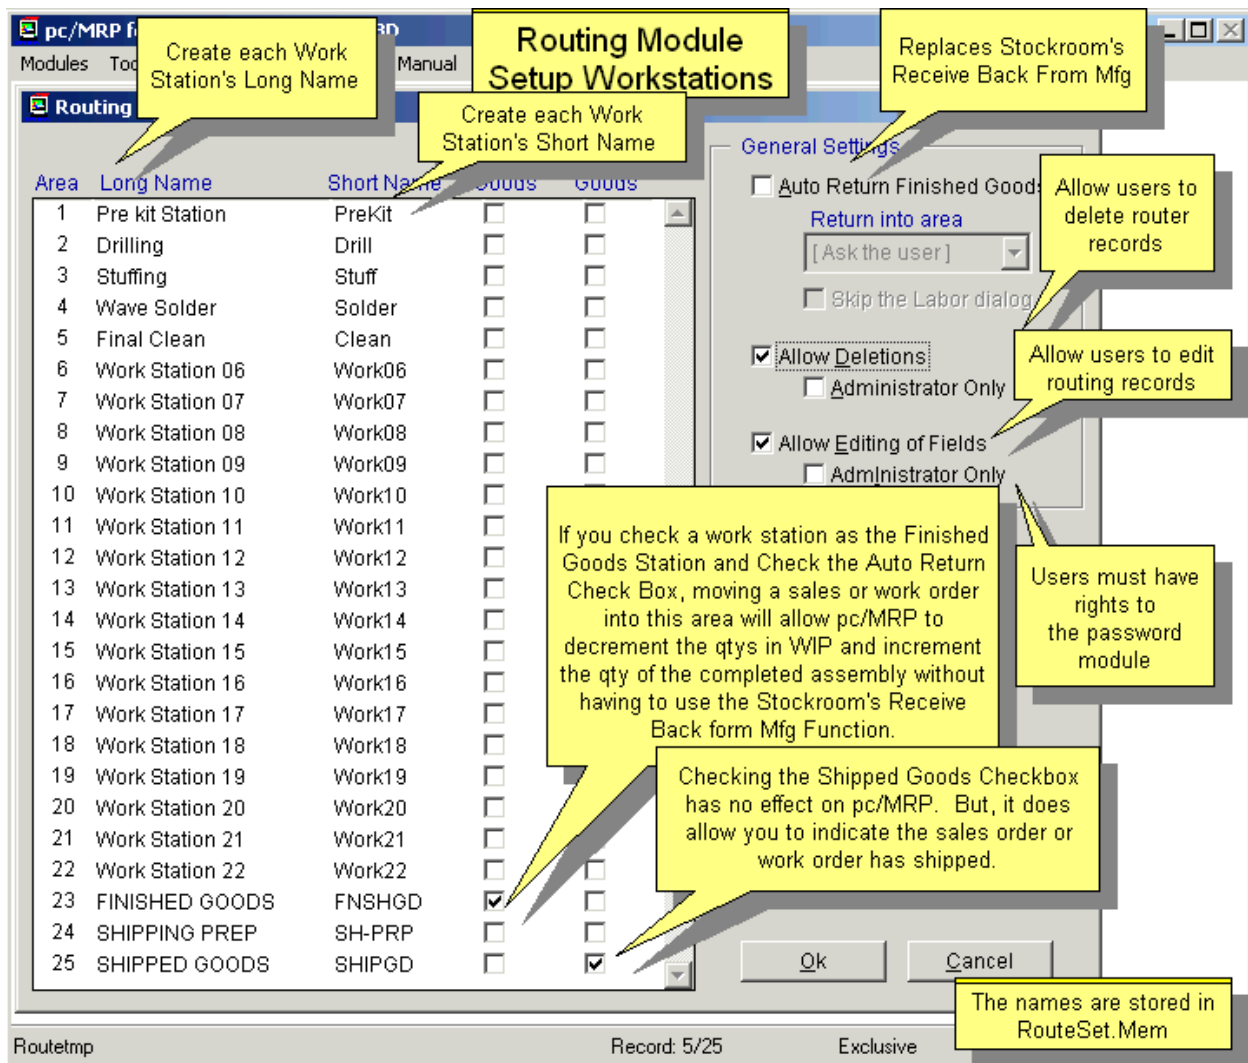 pc/MRP f
3D
Modules
Too
Manual
Routing Module
Setup Workstations
Create each Work
Station's Long Name
Replaces Stockroom's
Receive Back From Mfg
Routing
Create each Work
Station's Short Name
General Settings
Area Long Name Short Name Goods Goods
1 Pre kit Station PreKit
2 Drilling Drill
3 Stuffing Stuff
4 Wave Solder Solder
5 Final Clean Clean
6 Work Station 06 Work06
7 Work Station 07 Work07
8 Work Station 08 Work08
9 Work Station 09 Work09
10 Work Station 10 Work10
11 Work Station 11 Work11
12 Work Station 12 Work12
13 Work Station 13 Work13
14 Work Station 14 Work14
15 Work Station 15 Work15
16 Work Station 16 Work16
17 Work Station 17 Work17
18 Work Station 18 Work18
19 Work Station 19 Work19
20 Work Station 20 Work20
21 Work Station 21 Work21
22 Work Station 22 Work22
23 FINISHED GOODS FNSHGD
24 SHIPPING PREP SH-PRP
25 SHIPPED GOODS SHIPGD
Auto Return Finished Goods
Return into area
[ Ask the user ]
Skip the Labor dialog
Allow Deletions
Administrator Only
Allow Editing of Fields
AdmInistrator Only
Allow users to
delete router
records
Allow users to edit
routing records
Users must have
rights to
the password
module
If you check a work station as the Finished
Goods Station and Check the Auto Return
Check Box, moving a sales or work order
into this area will allow pc/MRP to
decrement the qtys in WIP and increment
the qty of the completed assembly without
having to use the Stockroom's Receive
Back form Mfg Function.
Checking the Shipped Goods Checkbox
has no effect on pc/MRP. But, it does
allow you to indicate the sales order or
work order has shipped.
Ok
Cancel
The names are stored in
RouteSet.Mem
Routetmp
Record: 5/25
Exclusive